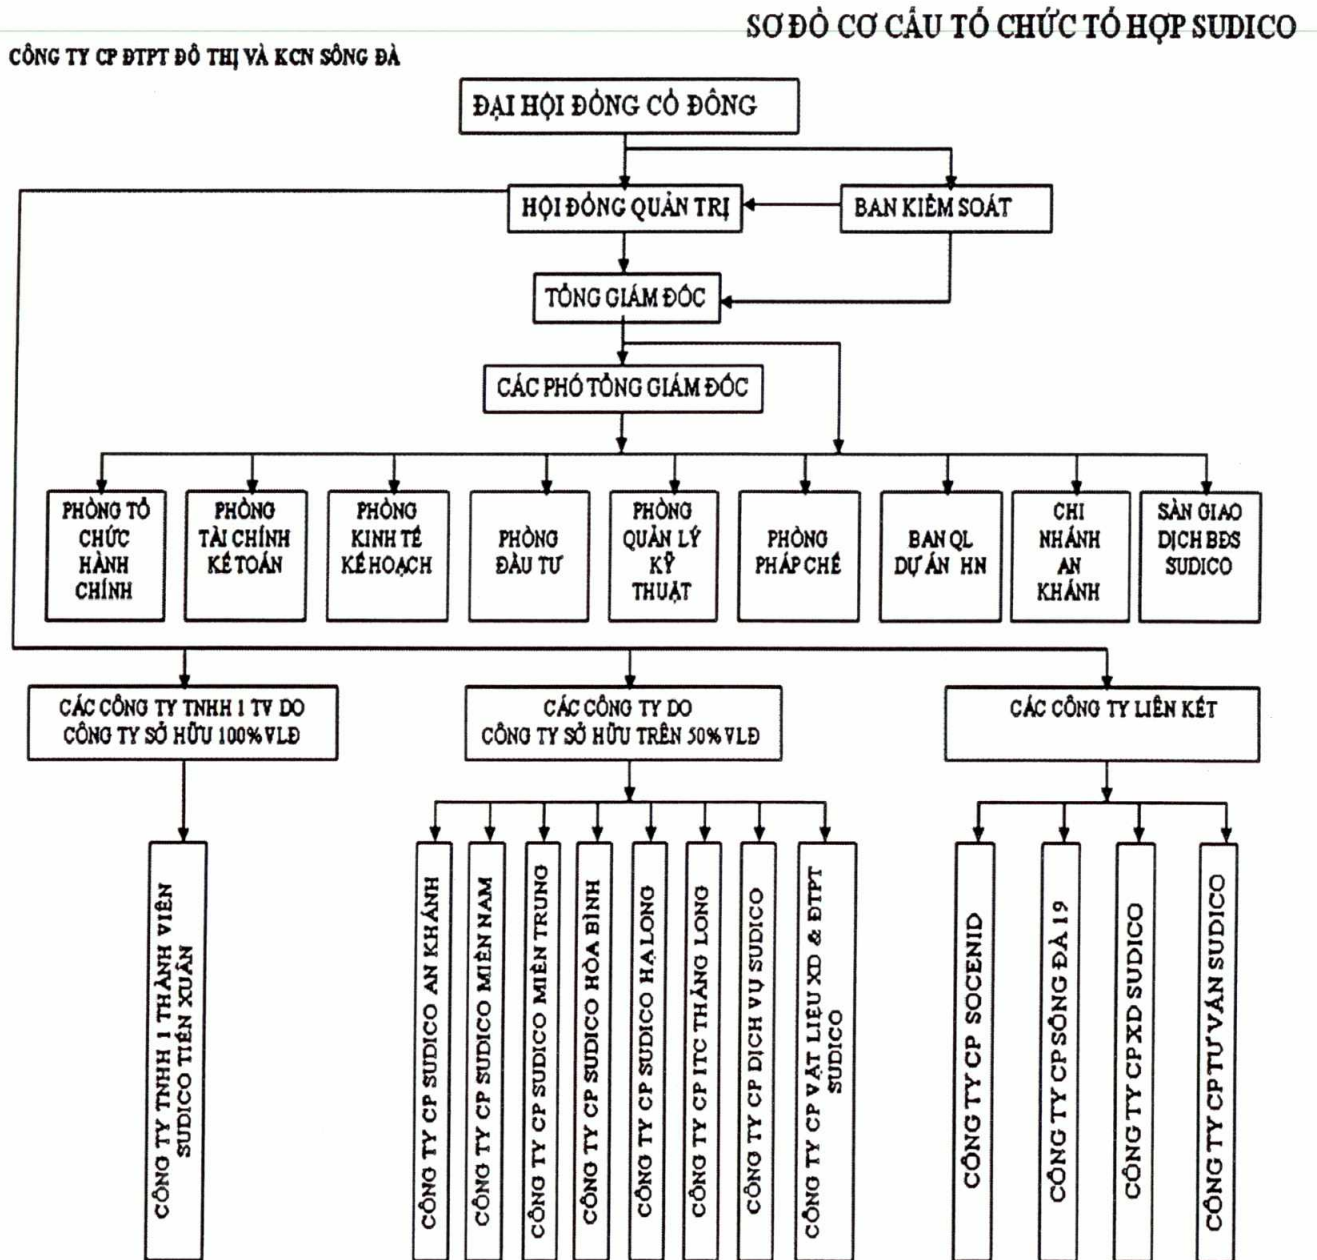 SƠ ĐỒ CƠ CẤU TỔ CHỨC TỔ HỢP SUDICO
CÔNG TY CP ĐTPT ĐÔ THỊ VÀ KCN SÔNG ĐÀ
ĐẠI HỘI ĐỒNG CỔ ĐÔNG
HỘI ĐỒNG QUẢN TRỊ
BAN KIỂM SOÁT
TỔNG GIÁM ĐỐC
CÁC PHÓ TỔNG GIÁM ĐỐC
PHÒNG TỔ
CHỨC
HÀNH
CHÍNH
PHÒNG
TÀI CHÍNH
KẾ TOÁN
PHÒNG
KINH TẾ
KẾ HOẠCH
PHÒNG
ĐẦU TƯ
PHÒNG
QUẢN LÝ
KỸ
THUẬT
PHÒNG
PHÁP CHẾ
BAN QL
DỰ ÁN HN
CHI
NHÁNH
AN
KHÁNH
SÀN GIAO
DỊCH BĐS
SUDICO
CÁC CÔNG TY TNHH 1 TV DO
CÔNG TY SỞ HỮU 100% VLĐ
CÁC CÔNG TY DO
CÔNG TY SỞ HỮU TRÊN 50% VLĐ
CÁC CÔNG TY LIÊN KẾT
CÔNG TY TNHH 1 THÀNH VIÊN
SUDICO TIẾN XUÂN
CÔNG TY CP SUDICO AN KHÁNH
CÔNG TY CP SUDICO MIỀN NAM
CÔNG TY CP SUDICO MIỀN TRUNG
CÔNG TY CP SUDICO HÒA BÌNH
CÔNG TY CP SUDICO HẠ LONG
CÔNG TY CP ITC THĂNG LONG
CÔNG TY CP DỊCH VỤ SUDICO
CÔNG TY CP VẬT LIỆU XD & ĐTPT
SUDICO
CÔNG TY CP SOCENID
CÔNG TY CP SÔNG ĐÀ 19
CÔNG TY CP XD SUDICO
CÔNG TY CP TƯ VẤN SUDICO